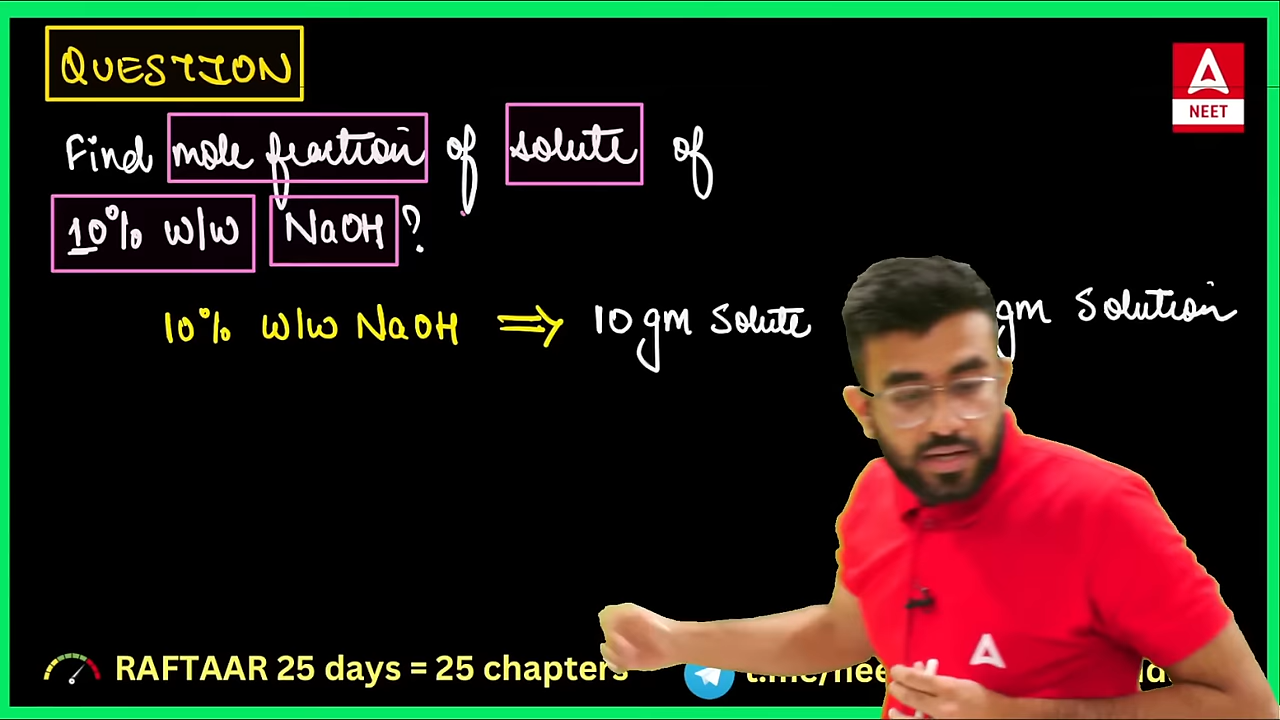 QUESTION
NEET
Find mole fraction of solute of
10% w/w NaOH?
10% w/w NaOH ⇒ 10 gm Solute gm Solution
RAFTAAR 25 days = 25 chapters